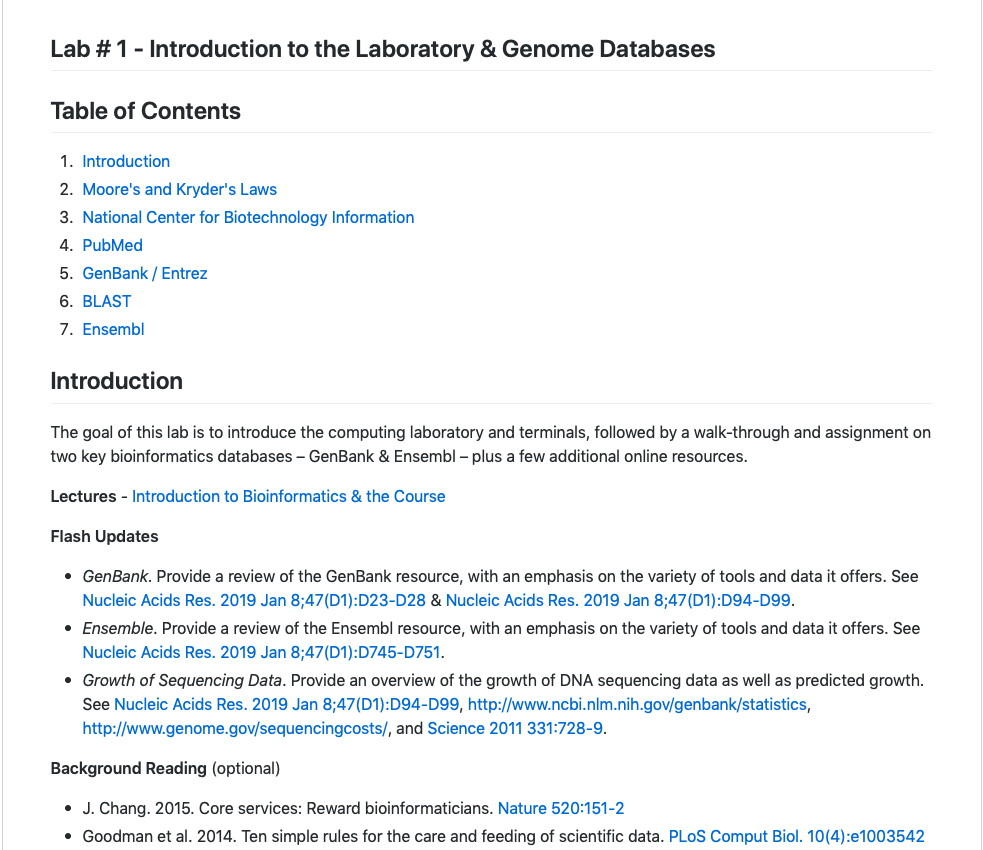 Lab # 1 - Introduction to the Laboratory & Genome Databases
Table of Contents
1. Introduction
2. Moore's and Kryder's Laws
3. National Center for Biotechnology Information
4. PubMed
5. GenBank / Entrez
6. BLAST
7. Ensembl
Introduction
The goal of this lab is to introduce the computing laboratory and terminals, followed by a walk-through and assignment on
two key bioinformatics databases – GenBank & Ensembl – plus a few additional online resources.
Lectures - Introduction to Bioinformatics & the Course
Flash Updates
• GenBank. Provide a review of the GenBank resource, with an emphasis on the variety of tools and data it offers. See
Nucleic Acids Res. 2019 Jan 8;47(D1):D23-D28 & Nucleic Acids Res. 2019 Jan 8;47(D1):D94-D99.
• Ensemble. Provide a review of the Ensembl resource, with an emphasis on the variety of tools and data it offers. See
Nucleic Acids Res. 2019 Jan 8;47(D1):D745-D751.
• Growth of Sequencing Data. Provide an overview of the growth of DNA sequencing data as well as predicted growth.
See Nucleic Acids Res. 2019 Jan 8;47(D1):D94-D99, http://www.ncbi.nlm.nih.gov/genbank/statistics,
http://www.genome.gov/sequencingcosts/, and Science 2011 331:728-9.
Background Reading (optional)
• J. Chang. 2015. Core services: Reward bioinformaticians. Nature 520:151-2
• Goodman et al. 2014. Ten simple rules for the care and feeding of scientific data. PLoS Comput Biol. 10(4):e1003542